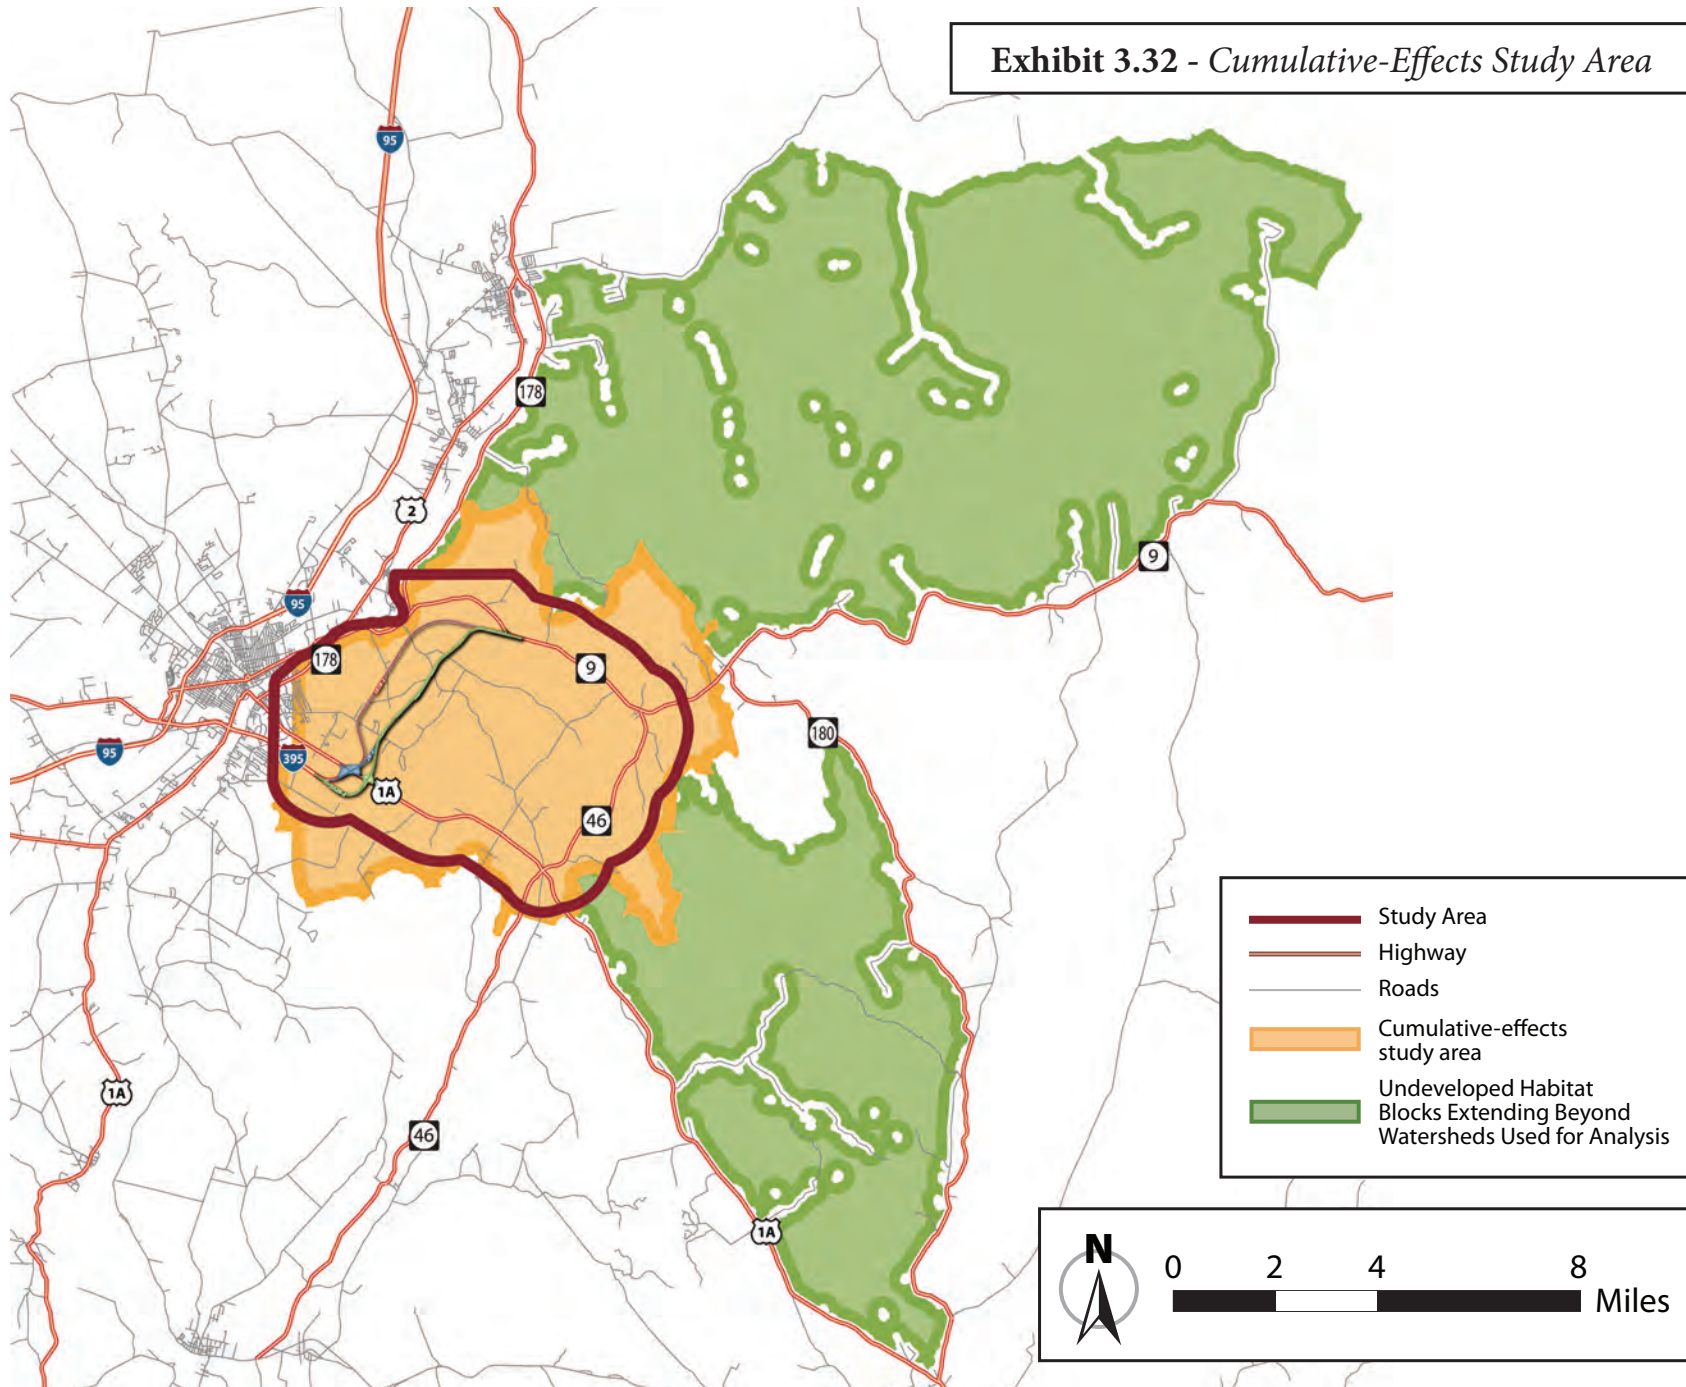 Exhibit 3.32 - Cumulative-Effects Study Area
95
178
2
9
95
178
9
180
95
395
1A
46
1A
46
1A
Study Area
Highway
Roads
Cumulative-effects
study area
Undeveloped Habitat
Blocks Extending Beyond
Watersheds Used for Analysis
N
0 2 4 8
Miles